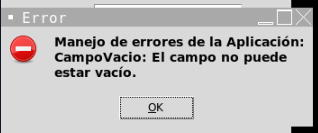 Error
Manejo de errores de la Aplicación:
CampoVacio: El campo no puede
estar vacío.
OK